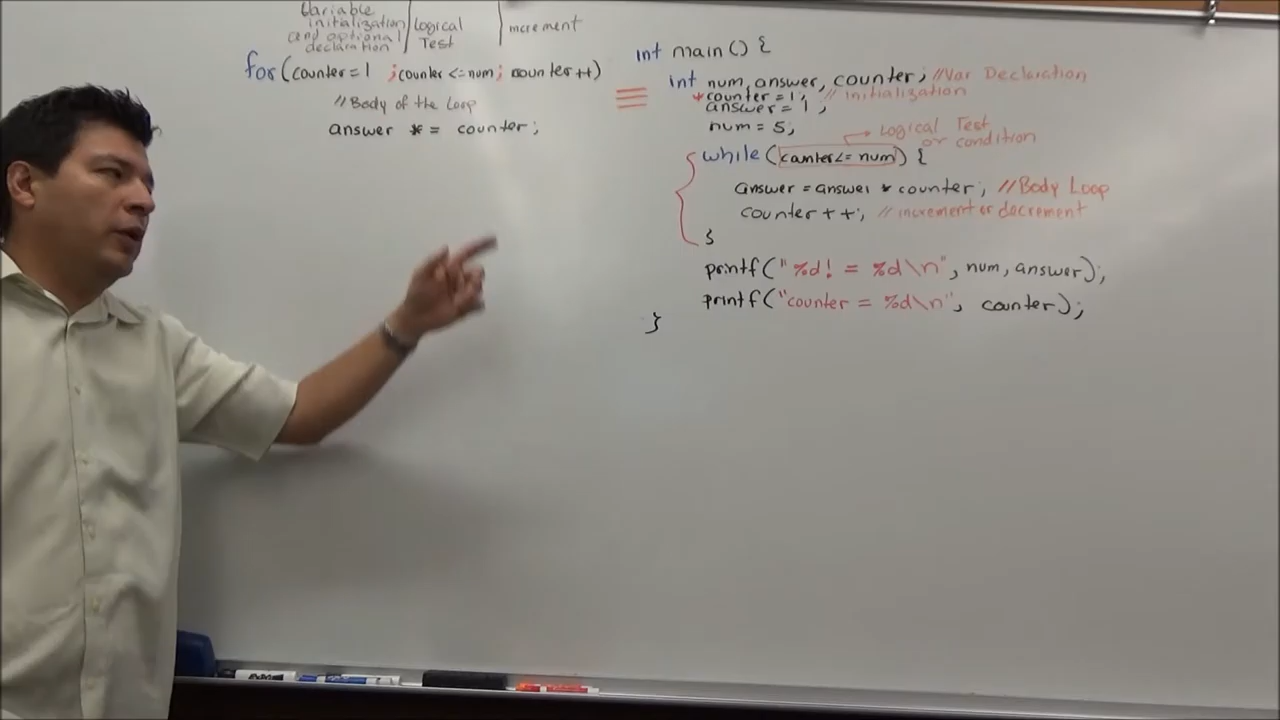 Variable
initialization
and optional
declaration
Logical
Test
increment
for(counter=1 ;counter <=num; counter ++)
//Body of the Loop
answer *= counter;
int main() {
int num, answer, counter; //Var Declaration
*counter = 1; // initialization
answer = 1;
num = 5;
Logical Test
or condition
while (counter<= num) {
answer = answer * counter; //Body Loop
counter ++; // increment or decrement
}
printf("%d! = %d\n", num, answer);
printf("counter = %d\n", counter);
}